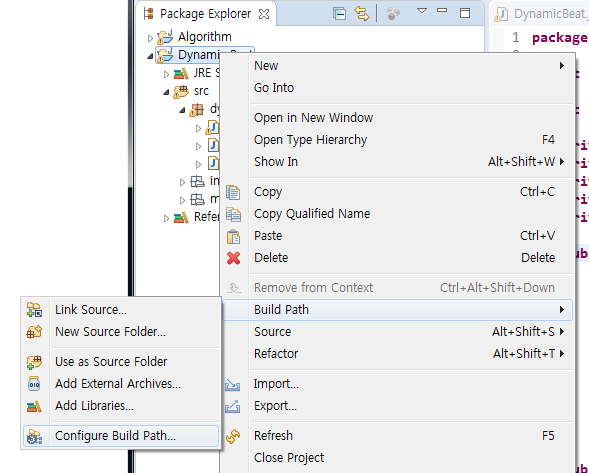 Package Explorer
DynamicBeat.
Algorithm
1 package
Dynamic Beat
JRE S
src
dy
in
m
Refer
New
Go Into
Open in New Window
Open Type Hierarchy F4
Show In Alt+Shift+W
Copy Ctrl+C
Copy Qualified Name
Paste Ctrl+V
Delete Delete
Remove from Context Ctrl+Alt+Shift+Down
Build Path
Source Alt+Shift+S
Refactor Alt+Shift+T
Import...
Export...
Refresh F5
Close Project
Link Source...
New Source Folder...
Use as Source Folder
Add External Archives...
Add Libraries...
Configure Build Path...